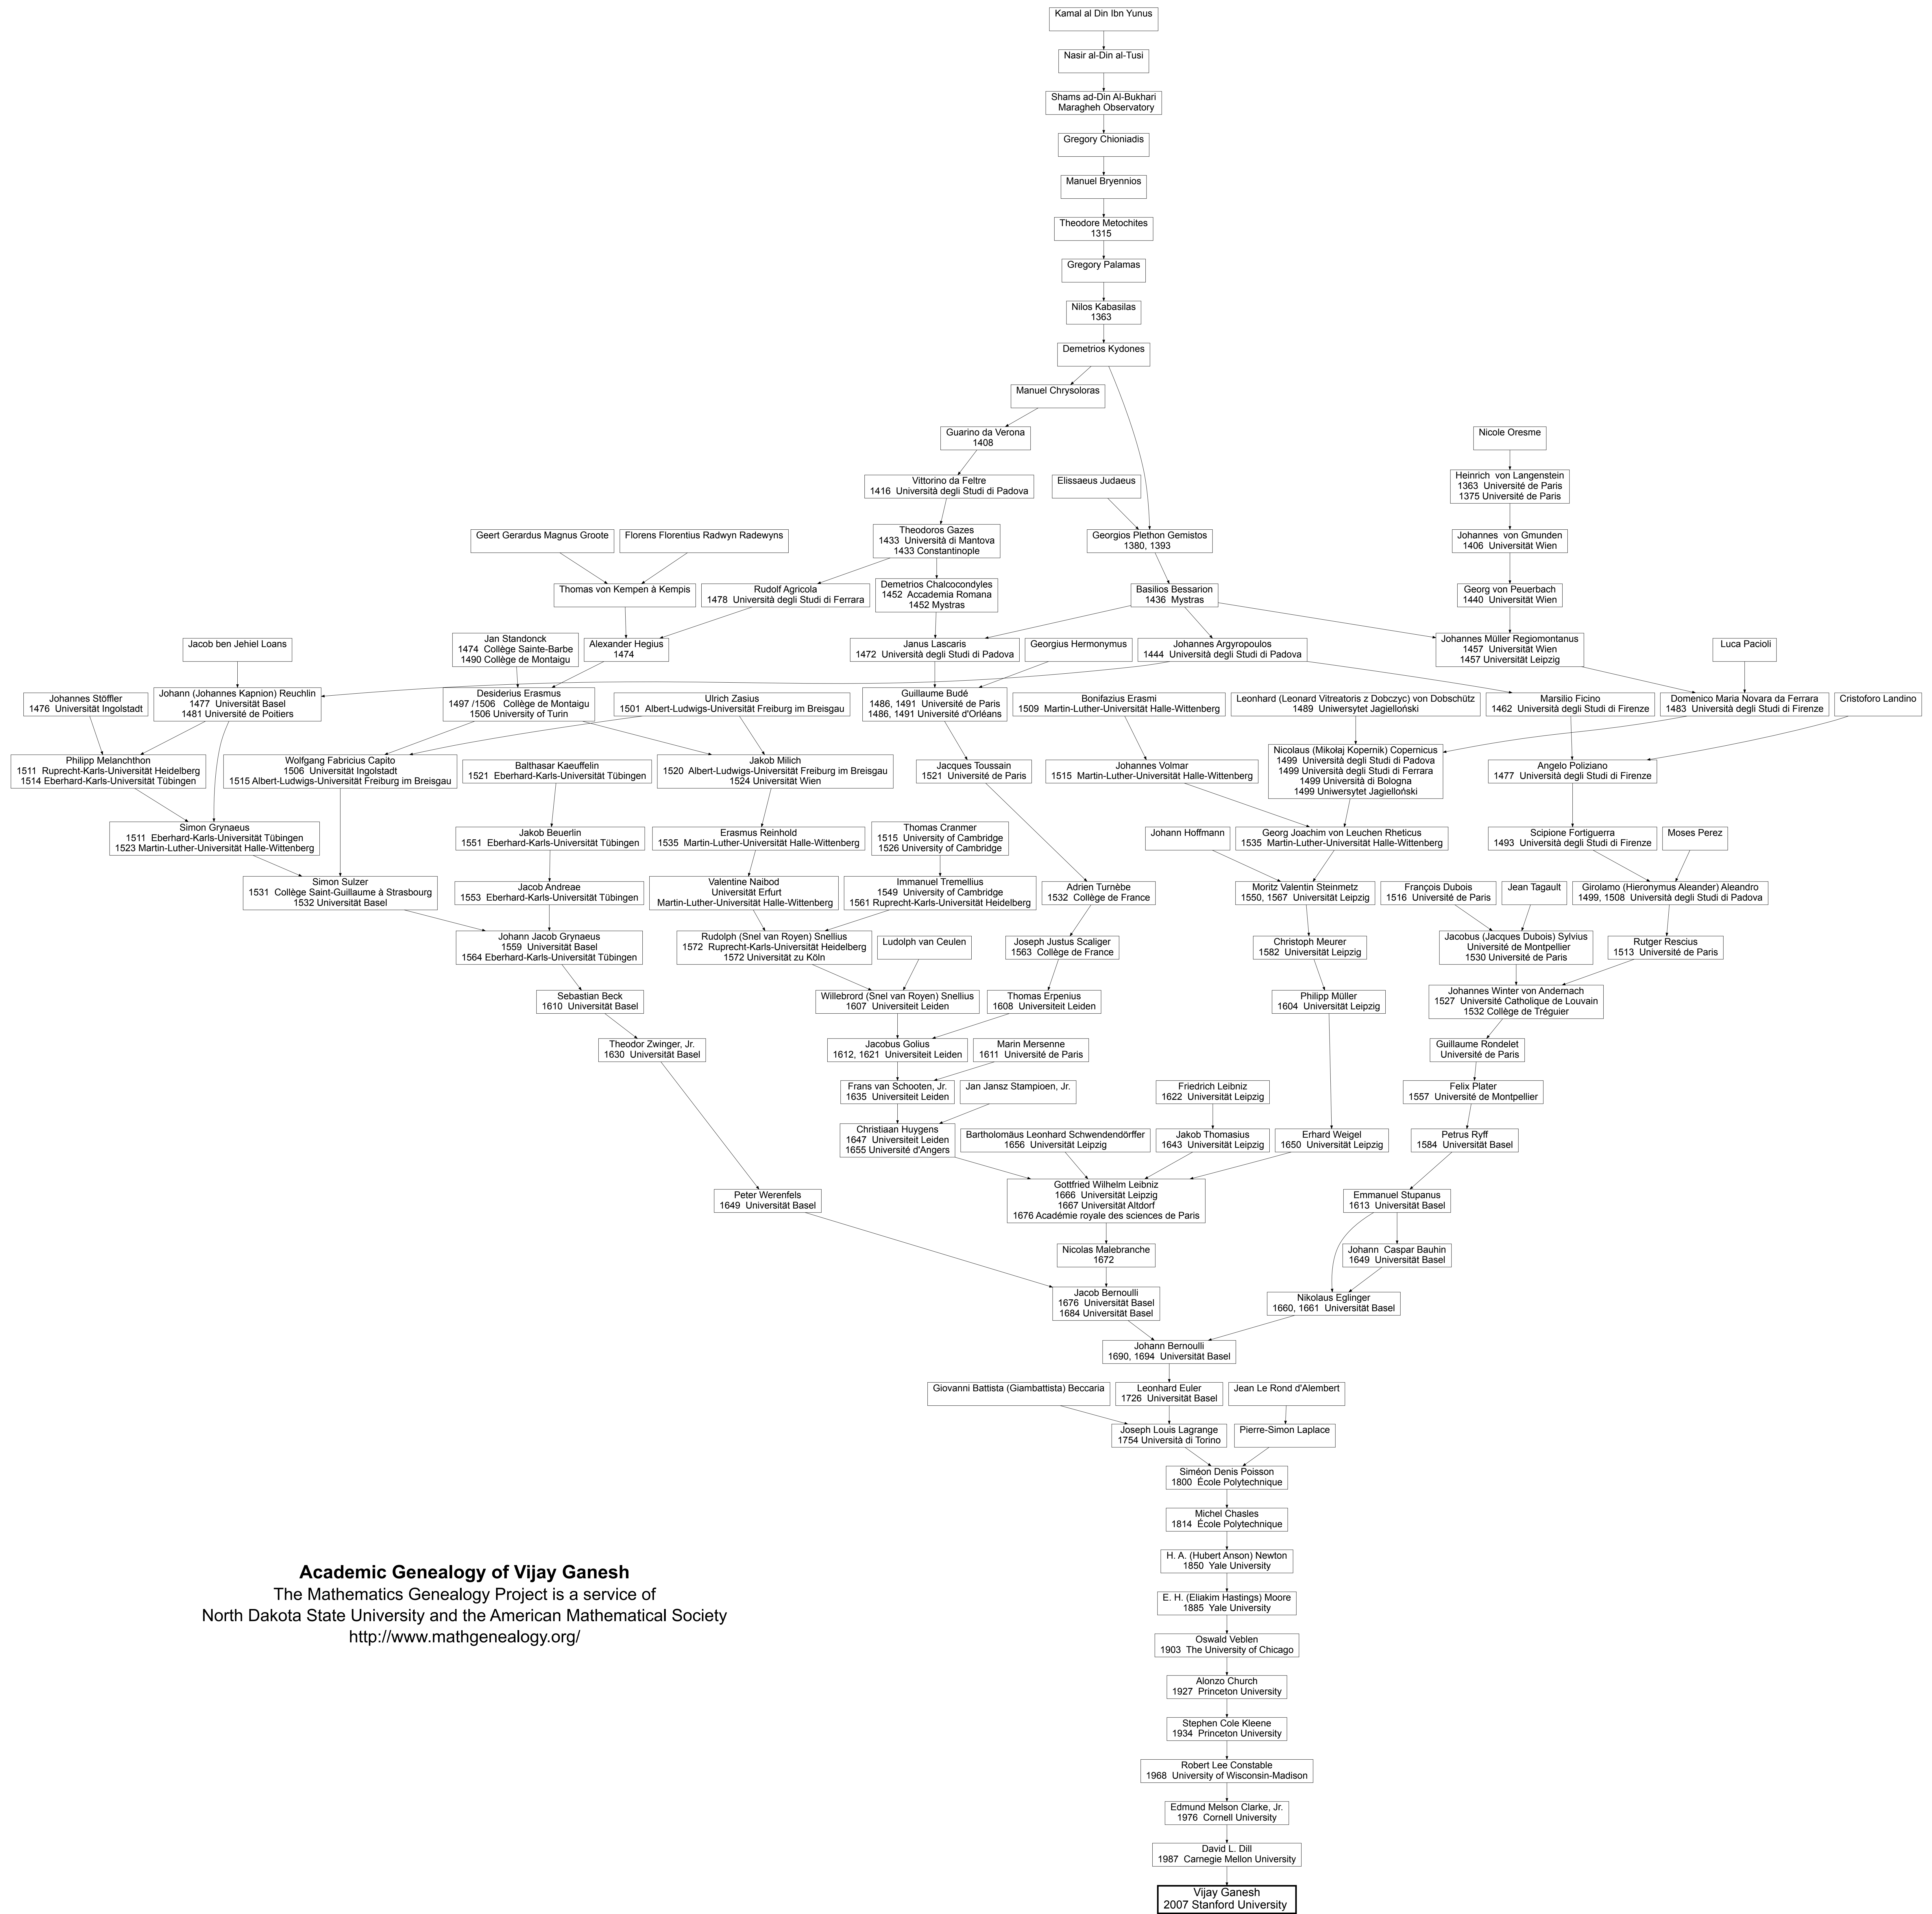 Kamal al Din Ibn Yunus
Nasir al-Din al-Tusi
Shams ad-Din Al-Bukhari
Maragheh Observatory
Gregory Chioniadis
Manuel Bryennios
Theodore Metochites
1315
Gregory Palamas
Nilos Kabasilas
1363
Demetrios Kydones
Manuel Chrysoloras
Guarino da Verona
1408
Nicole Oresme
Vittorino da Feltre
1416 Università degli Studi di Padova
Elissaeus Judaeus
Heinrich von Langenstein
1363 Université de Paris
1375 Université de Paris
Geert Gerardus Magnus Groote
Florens Florentius Radwyn Radewyns
Theodoros Gazes
1433 Università di Mantova
1433 Constantinople
Georgios Plethon Gemistos
1380, 1393
Johannes von Gmunden
1406 Universität Wien
Thomas von Kempen à Kempis
Rudolf Agricola
1478 Università degli Studi di Ferrara
Demetrios Chalcocondyles
1452 Accademia Romana
1452 Mystras
Basilios Bessarion
1436 Mystras
Georg von Peuerbach
1440 Universität Wien
Jacob ben Jehiel Loans
Jan Standonck
1474 Collège Sainte-Barbe
1490 Collège de Montaigu
Alexander Hegius
1474
Janus Lascaris
1472 Università degli Studi di Padova
Georgius Hermonymus
Johannes Argyropoulos
1444 Università degli Studi di Padova
Johannes Müller Regiomontanus
1457 Universität Wien
1457 Universität Leipzig
Luca Pacioli
Johannes Stöffler
1476 Universität Ingolstadt
Johann (Johannes Kapnion) Reuchlin
1477 Universität Basel
1481 Université de Poitiers
Desiderius Erasmus
1497 /1506 Collège de Montaigu
1506 University of Turin
Ulrich Zasius
1501 Albert-Ludwigs-Universität Freiburg im Breisgau
Guillaume Budé
1486, 1491 Université de Paris
1486, 1491 Université d'Orléans
Bonifazius Erasmi
1509 Martin-Luther-Universität Halle-Wittenberg
Leonhard (Leonard Vitreatoris z Dobczyc) von Dobschütz
1489 Uniwersytet Jagielloński
Marsilio Ficino
1462 Università degli Studi di Firenze
Domenico Maria Novara da Ferrara
1483 Università degli Studi di Firenze
Cristoforo Landino
Philipp Melanchthon
1511 Ruprecht-Karls-Universität Heidelberg
1514 Eberhard-Karls-Universität Tübingen
Wolfgang Fabricius Capito
1506 Universität Ingolstadt
1515 Albert-Ludwigs-Universität Freiburg im Breisgau
Balthasar Kaeuffelin
1521 Eberhard-Karls-Universität Tübingen
Jakob Milich
1520 Albert-Ludwigs-Universität Freiburg im Breisgau
1524 Universität Wien
Jacques Toussain
1521 Université de Paris
Johannes Volmar
1515 Martin-Luther-Universität Halle-Wittenberg
Nicolaus (Mikołaj Kopernik) Copernicus
1499 Università degli Studi di Padova
1499 Università degli Studi di Ferrara
1499 Università di Bologna
1499 Uniwersytet Jagielloński
Angelo Poliziano
1477 Università degli Studi di Firenze
Simon Grynaeus
1511 Eberhard-Karls-Universität Tübingen
1523 Martin-Luther-Universität Halle-Wittenberg
Jakob Beuerlin
1551 Eberhard-Karls-Universität Tübingen
Erasmus Reinhold
1535 Martin-Luther-Universität Halle-Wittenberg
Thomas Cranmer
1515 University of Cambridge
1526 University of Cambridge
Johann Hoffmann
Georg Joachim von Leuchen Rheticus
1535 Martin-Luther-Universität Halle-Wittenberg
Scipione Fortiguerra
1493 Università degli Studi di Firenze
Moses Perez
Simon Sulzer
1531 Collège Saint-Guillaume à Strasbourg
1532 Universität Basel
Jacob Andreae
1553 Eberhard-Karls-Universität Tübingen
Valentine Naibod
Universität Erfurt
Martin-Luther-Universität Halle-Wittenberg
Immanuel Tremellius
1549 University of Cambridge
1561 Ruprecht-Karls-Universität Heidelberg
Adrien Turnèbe
1532 Collège de France
Moritz Valentin Steinmetz
1550, 1567 Universität Leipzig
François Dubois
1516 Université de Paris
Jean Tagault
Girolamo (Hieronymus Aleander) Aleandro
1499, 1508 Università degli Studi di Padova
Johann Jacob Grynaeus
1559 Universität Basel
1564 Eberhard-Karls-Universität Tübingen
Rudolph (Snel van Royen) Snellius
1572 Ruprecht-Karls-Universität Heidelberg
1572 Universität zu Köln
Ludolph van Ceulen
Joseph Justus Scaliger
1563 Collège de France
Christoph Meurer
1582 Universität Leipzig
Jacobus (Jacques Dubois) Sylvius
Université de Montpellier
1530 Université de Paris
Rutger Rescius
1513 Université de Paris
Sebastian Beck
1610 Universität Basel
Willebrord (Snel van Royen) Snellius
1607 Universiteit Leiden
Thomas Erpenius
1608 Universiteit Leiden
Philipp Müller
1604 Universität Leipzig
Johannes Winter von Andernach
1527 Université Catholique de Louvain
1532 Collège de Tréguier
Theodor Zwinger, Jr.
1630 Universität Basel
Jacobus Golius
1612, 1621 Universiteit Leiden
Marin Mersenne
1611 Université de Paris
Guillaume Rondelet
Université de Paris
Frans van Schooten, Jr.
1635 Universiteit Leiden
Jan Jansz Stampioen, Jr.
Friedrich Leibniz
1622 Universität Leipzig
Felix Plater
1557 Université de Montpellier
Christiaan Huygens
1647 Universiteit Leiden
1655 Université d'Angers
Bartholomäus Leonhard Schwendendörffer
1656 Universität Leipzig
Jakob Thomasius
1643 Universität Leipzig
Erhard Weigel
1650 Universität Leipzig
Petrus Ryff
1584 Universität Basel
Peter Werenfels
1649 Universität Basel
Gottfried Wilhelm Leibniz
1666 Universität Leipzig
1667 Universität Altdorf
1676 Académie royale des sciences de Paris
Emmanuel Stupanus
1613 Universität Basel
Nicolas Malebranche
1672
Johann Caspar Bauhin
1649 Universität Basel
Jacob Bernoulli
1676 Universität Basel
1684 Universität Basel
Nikolaus Eglinger
1660, 1661 Universität Basel
Johann Bernoulli
1690, 1694 Universität Basel
Giovanni Battista (Giambattista) Beccaria
Leonhard Euler
1726 Universität Basel
Jean Le Rond d'Alembert
Joseph Louis Lagrange
1754 Università di Torino
Pierre-Simon Laplace
Siméon Denis Poisson
1800 École Polytechnique
Michel Chasles
1814 École Polytechnique
H. A. (Hubert Anson) Newton
1850 Yale University
Academic Genealogy of Vijay Ganesh
The Mathematics Genealogy Project is a service of
North Dakota State University and the American Mathematical Society
http://www.mathgenealogy.org/
E. H. (Eliakim Hastings) Moore
1885 Yale University
Oswald Veblen
1903 The University of Chicago
Alonzo Church
1927 Princeton University
Stephen Cole Kleene
1934 Princeton University
Robert Lee Constable
1968 University of Wisconsin-Madison
Edmund Melson Clarke, Jr.
1976 Cornell University
David L. Dill
1987 Carnegie Mellon University
Vijay Ganesh
2007 Stanford University